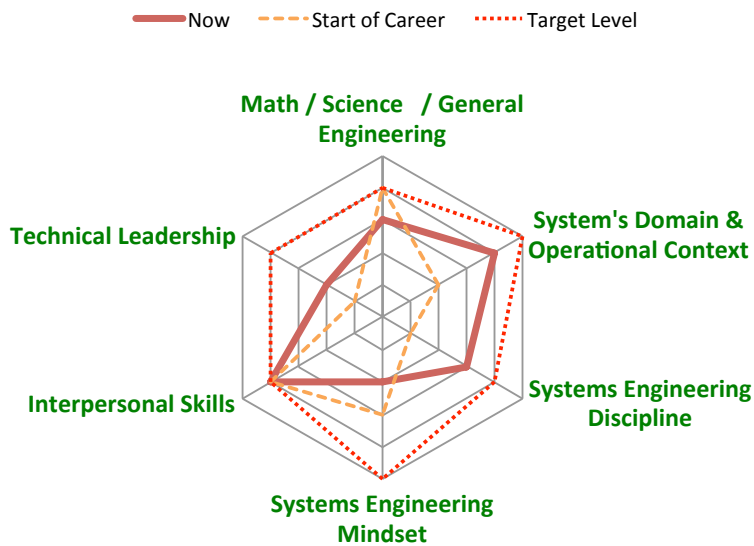 Now Start of Career Target Level
Math / Science / General
Engineering
System's Domain &
Operational Context
Technical Leadership
Interpersonal Skills
Systems Engineering
Discipline
Systems Engineering
Mindset